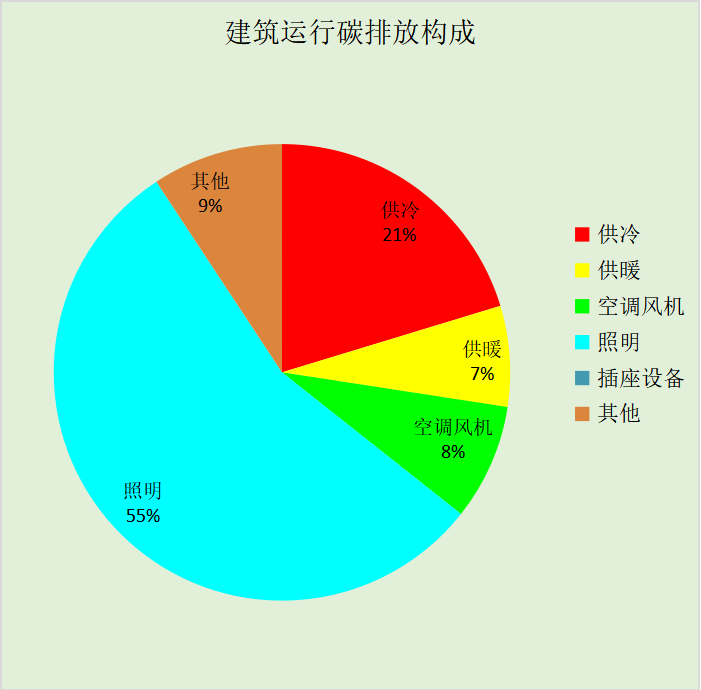 建筑运行碳排放构成
其他
9%
供冷
21%
供暖
7%
空调风机
8%
照明
55%
供冷
供暖
空调风机
照明
插座设备
其他